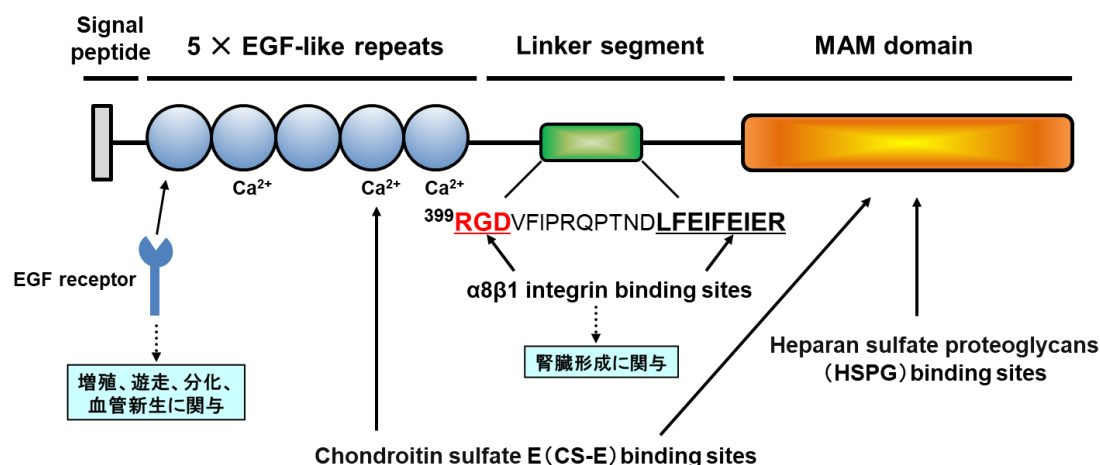 Signal
peptide
5 × EGF-like repeats
Linker segment
MAM domain
Ca²⁺
Ca²⁺
Ca²⁺
³⁹⁹RGDVFIPRQPTNDLFEIFEIER
EGF receptor
α8β1 integrin binding sites
増殖、遊走、分化、
血管新生に関与
腎臓形成に関与
Heparan sulfate proteoglycans
（HSPG）binding sites
Chondroitin sulfate E（CS-E）binding sites